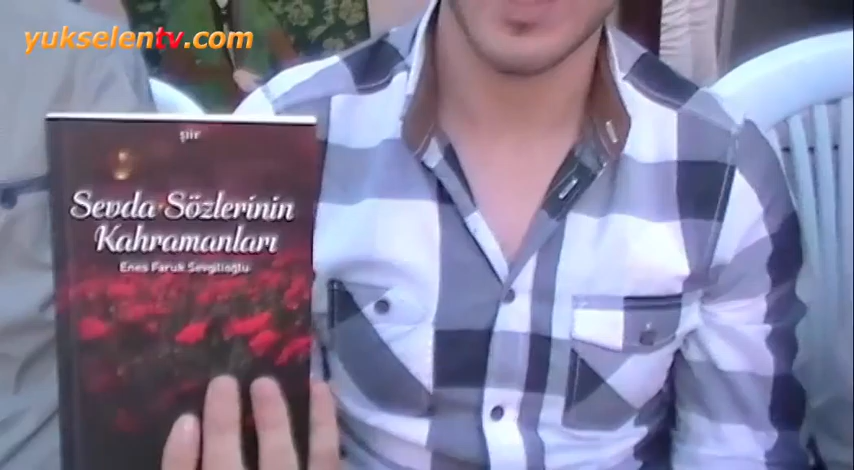 yukselentv.com
şiir
Sevda Sözlerinin
Kahramanları
Enes Faruk Sevgilioğlu